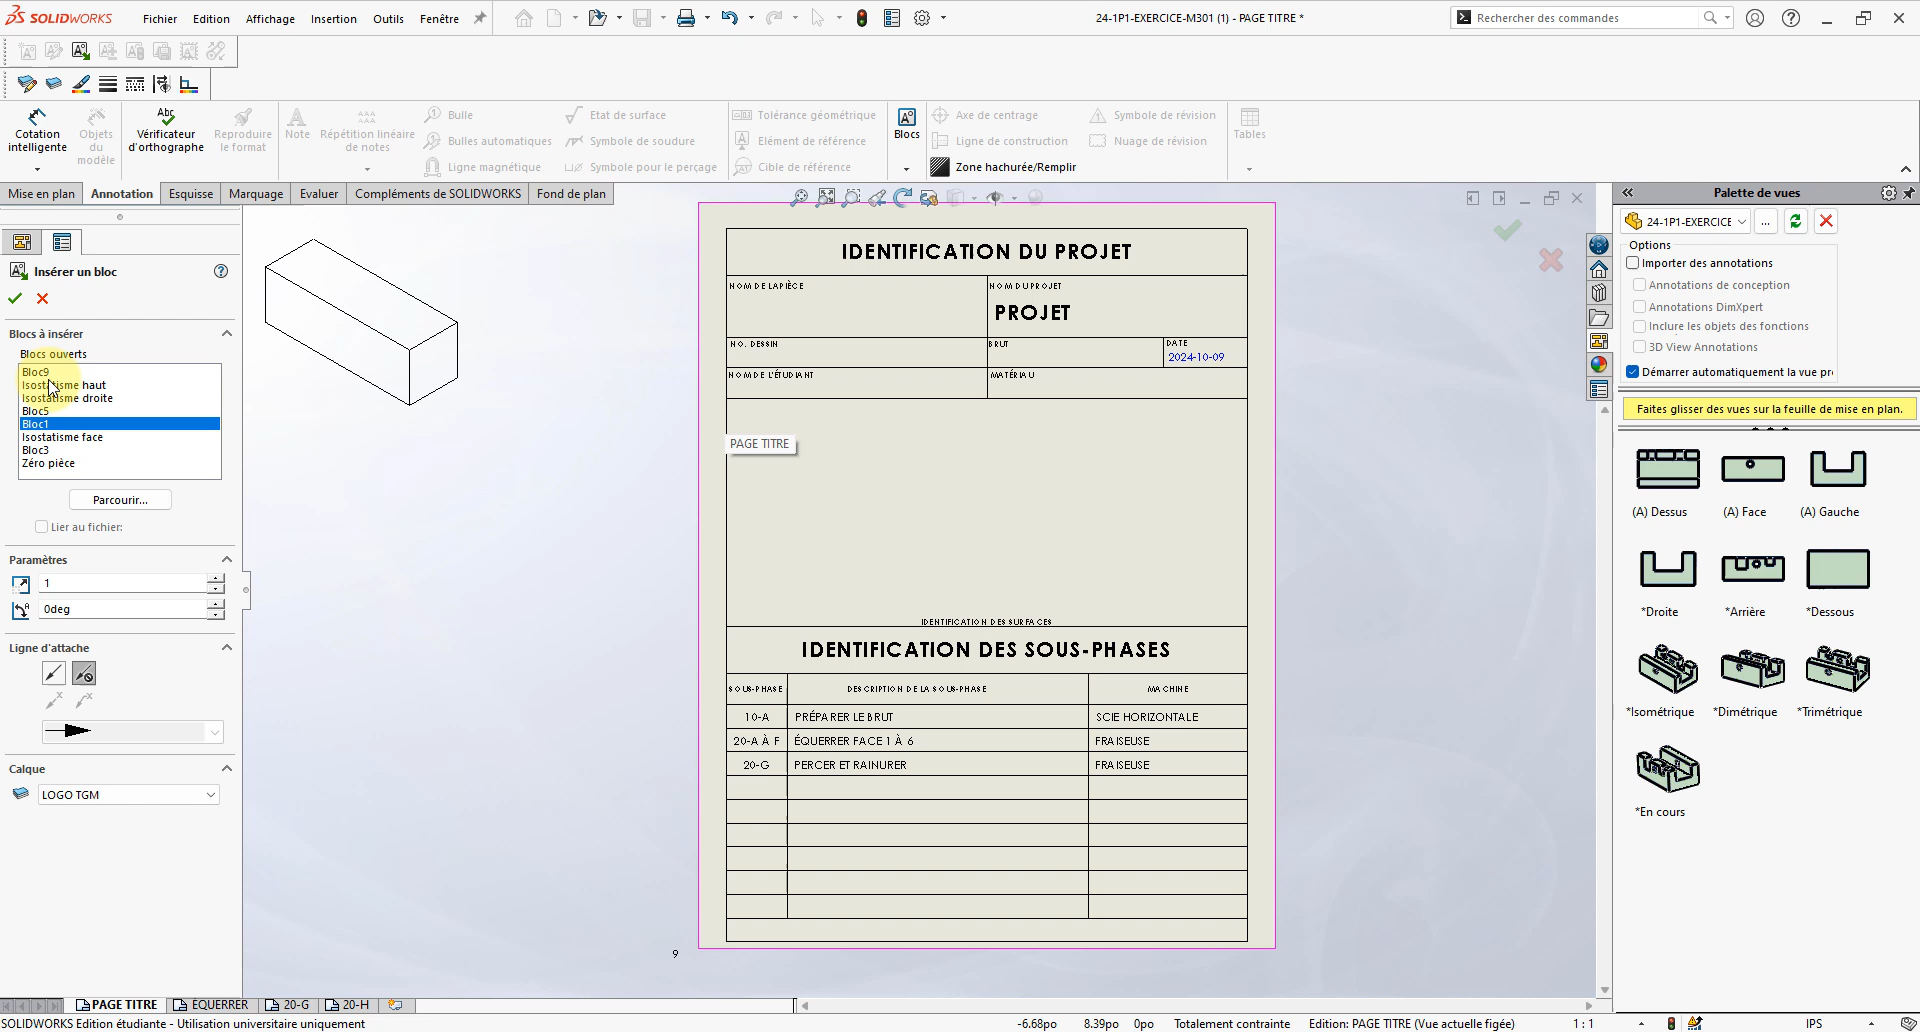 SOLIDWORKS
Fichier Edition Affichage Insertion Outils Fenêtre
24-1P1-EXERCICE-M301 (1) - PAGE TITRE *
Rechercher des commandes
Cotation intelligente
Objets du modèle
Abc
Vérificateur d'orthographe
Reproduire le format
Note
Répétition linéaire de notes
Bulle
Bulles automatiques
Ligne magnétique
Etat de surface
Symbole de soudure
Symbole pour le perçage
Tolérance géométrique
Elément de référence
Cible de référence
Blocs
Axe de centrage
Ligne de construction
Zone hachurée/Remplir
Symbole de révision
Nuage de révision
Tables
Mise en plan Annotation Esquisse Marquage Evaluer Compléments de SOLIDWORKS Fond de plan
Insérer un bloc
Blocs à insérer
Blocs ouverts
Bloc9
Isostatisme haut
Isostatisme droite
Bloc5
Bloc1
Isostatisme face
Bloc3
Zéro pièce
Parcourir...
Lier au fichier:
Paramètres
1
0deg
Ligne d'attache
Calque
LOGO TGM
IDENTIFICATION DU PROJET
NOM DE LA PIÈCE
NOM DU PROJET
PROJET
NO. DESSIN
BRUT
DATE
2024-10-09
NOM DE L'ÉTUDIANT
MATÉRIAU
PAGE TITRE
IDENTIFICATION DES SURFACES
IDENTIFICATION DES SOUS-PHASES
SOUS-PHASE DESCRIPTION DE LA SOUS-PHASE MACHINE
10-A PRÉPARER LE BRUT SCIE HORIZONTALE
20-A À F ÉQUERRER FACE 1 À 6 FRAISEUSE
20-G PERCER ET RAINURER FRAISEUSE
9
Palette de vues
24-1P1-EXERCICE
...
Options
Importer des annotations
Annotations de conception
Annotations DimXpert
Inclure les objets des fonctions
3D View Annotations
Démarrer automatiquement la vue pr
Faites glisser des vues sur la feuille de mise en plan.
(A) Dessus (A) Face (A) Gauche
*Droite *Arrière *Dessous
*Isométrique *Dimétrique *Trimétrique
*En cours
PAGE TITRE ÉQUERRER 20-G 20-H
SOLIDWORKS Edition étudiante - Utilisation universitaire uniquement
-6.68po 8.39po 0po Totalement contrainte Edition: PAGE TITRE (Vue actuelle figée) 1 : 1 IPS